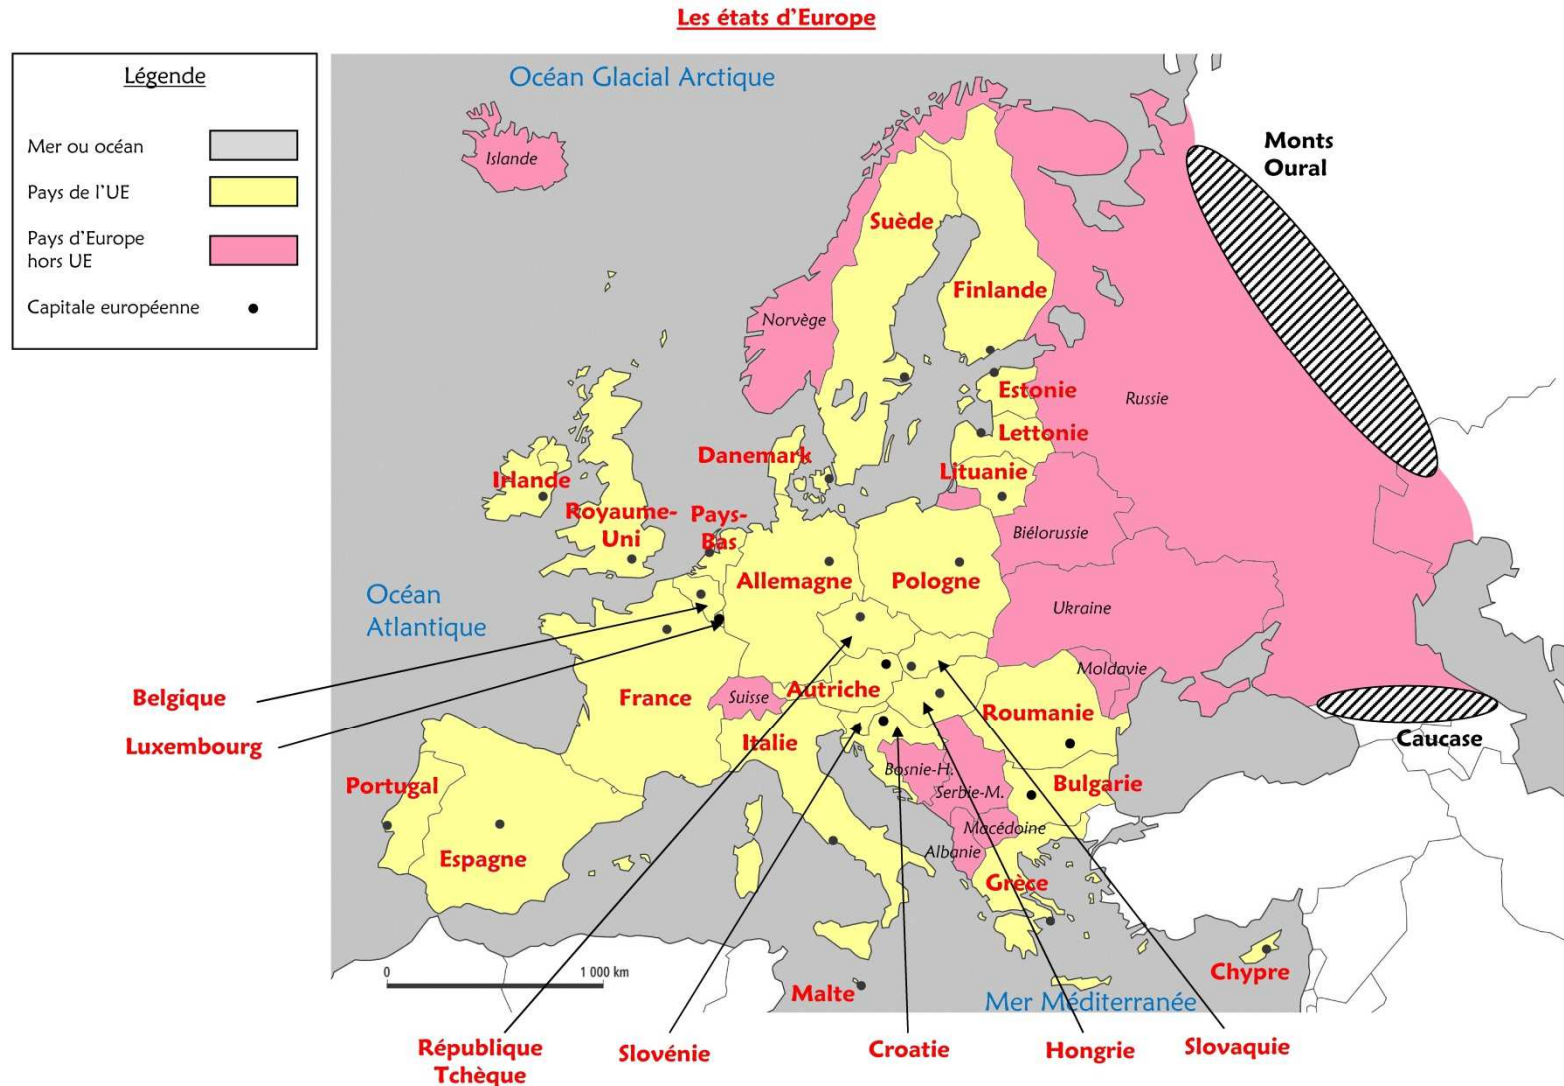 Les états d'Europe
Légende
Mer ou océan
Pays de l'UE
Pays d'Europe
hors UE
Capitale européenne
Océan Glacial Arctique
Monts
Oural
Islande
Suède
Finlande
Norvège
Estonie
Russie
Lettonie
Danemark
Lituanie
Irlande
Royaume-
Uni
Pays-
Bas
Biélorussie
Allemagne
Pologne
Océan
Atlantique
Ukraine
Moldavie
Belgique
France
Suisse
Autriche
Roumanie
Luxembourg
Italie
Caucase
Portugal
Bosnie-H.
Serbie-M.
Bulgarie
Macédoine
Albanie
Espagne
Grèce
0
1 000 km
Malte
Mer Méditerranée
Chypre
République
Tchèque
Slovénie
Croatie
Hongrie
Slovaquie